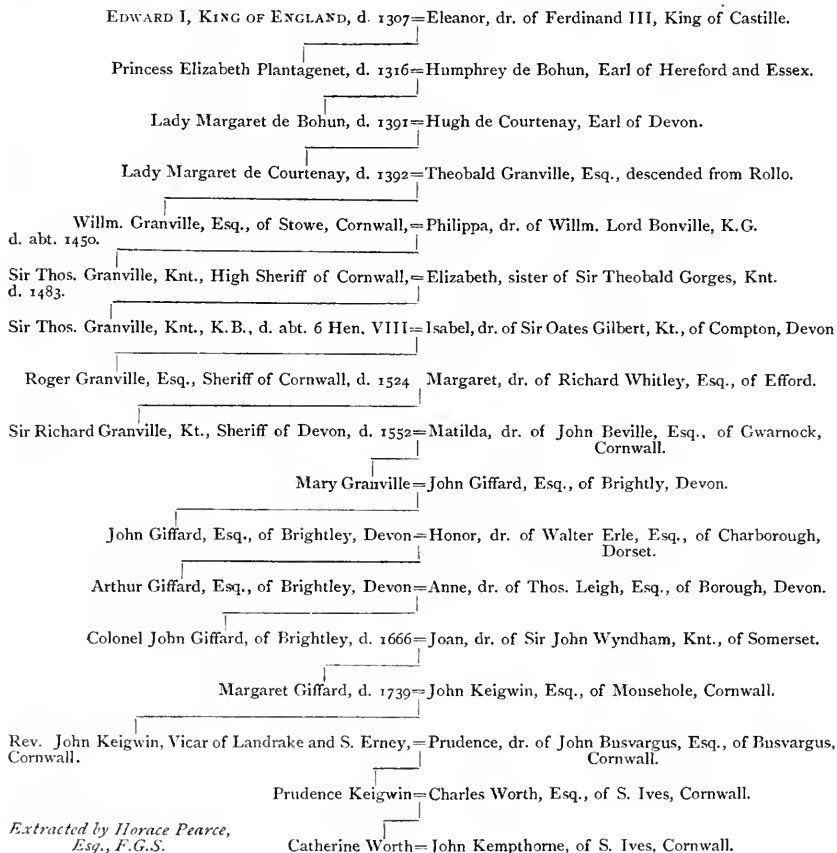 EDWARD I, KING OF ENGLAND, d. 1307=Eleanor, dr. of Ferdinand III, King of Castille.
Princess Elizabeth Plantagenet, d. 1316=Humphrey de Bohun, Earl of Hereford and Essex.
Lady Margaret de Bohun, d. 1391=Hugh de Courtenay, Earl of Devon.
Lady Margaret de Courtenay, d. 1392=Theobald Granville, Esq., descended from Rollo.
Willm. Granville, Esq., of Stowe, Cornwall,=Philippa, dr. of Willm. Lord Bonville, K.G.
d. abt. 1450.
Sir Thos. Granville, Knt., High Sheriff of Cornwall,=Elizabeth, sister of Sir Theobald Gorges, Knt.
d. 1483.
Sir Thos. Granville, Knt., K.B., d. abt. 6 Hen. VIII=Isabel, dr. of Sir Oates Gilbert, Kt., of Compton, Devon
Roger Granville, Esq., Sheriff of Cornwall, d. 1524 Margaret, dr. of Richard Whitley, Esq., of Efford.
Sir Richard Granville, Kt., Sheriff of Devon, d. 1552=Matilda, dr. of John Beville, Esq., of Gwarnock,
Cornwall.
Mary Granville=John Giffard, Esq., of Brightly, Devon.
John Giffard, Esq., of Brightley, Devon=Honor, dr. of Walter Erle, Esq., of Charborough,
Dorset.
Arthur Giffard, Esq., of Brightley, Devon=Anne, dr. of Thos. Leigh, Esq., of Borough, Devon.
Colonel John Giffard, of Brightley, d. 1666=Joan, dr. of Sir John Wyndham, Knt., of Somerset.
Margaret Giffard, d. 1739=John Keigwin, Esq., of Mousehole, Cornwall.
Rev. John Keigwin, Vicar of Landrake and S. Erney,=Prudence, dr. of John Busvargus, Esq., of Busvargus,
Cornwall. Cornwall.
Prudence Keigwin=Charles Worth, Esq., of S. Ives, Cornwall.
Extracted by Horace Pearce,
Esq., F.G.S.
Catherine Worth=John Kempthorne, of S. Ives, Cornwall.